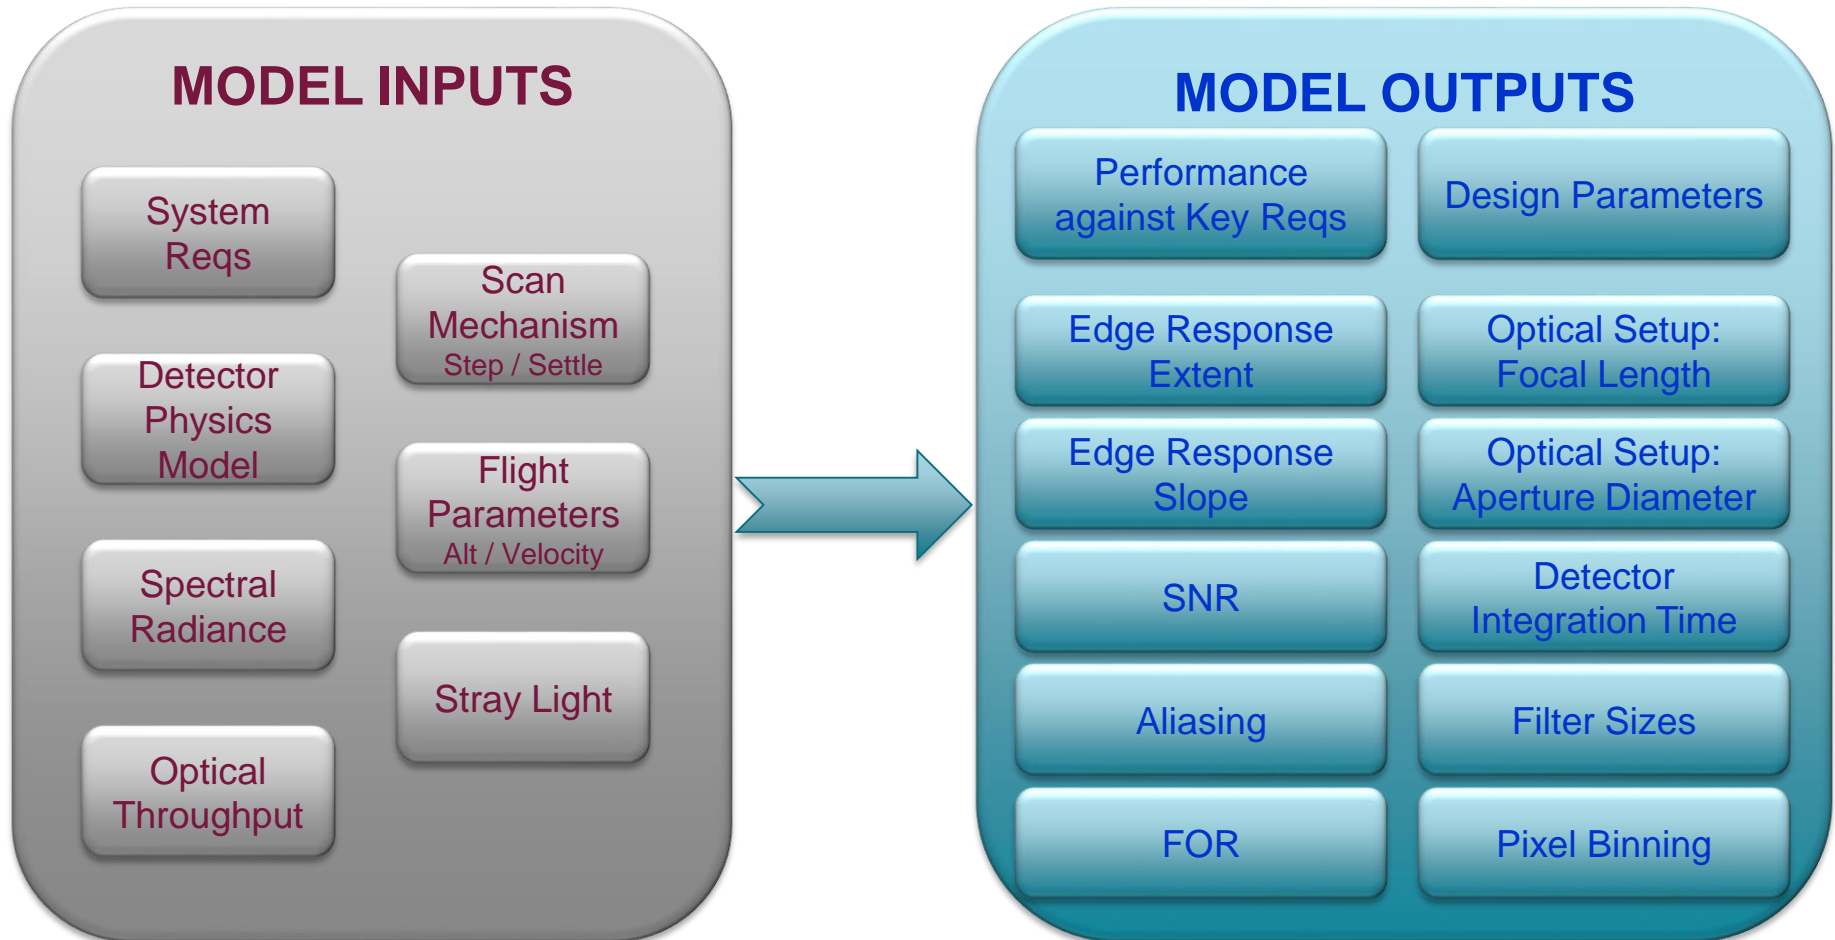 MODEL INPUTS
System
Reqs
Detector
Physics
Model
Spectral
Radiance
Optical
Throughput
Scan
Mechanism
Step / Settle
Flight
Parameters
Alt / Velocity
Stray Light
MODEL OUTPUTS
Performance
against Key Reqs
Design Parameters
Edge Response
Extent
Optical Setup:
Focal Length
Edge Response
Slope
Optical Setup:
Aperture Diameter
SNR
Detector
Integration Time
Aliasing
Filter Sizes
FOR
Pixel Binning